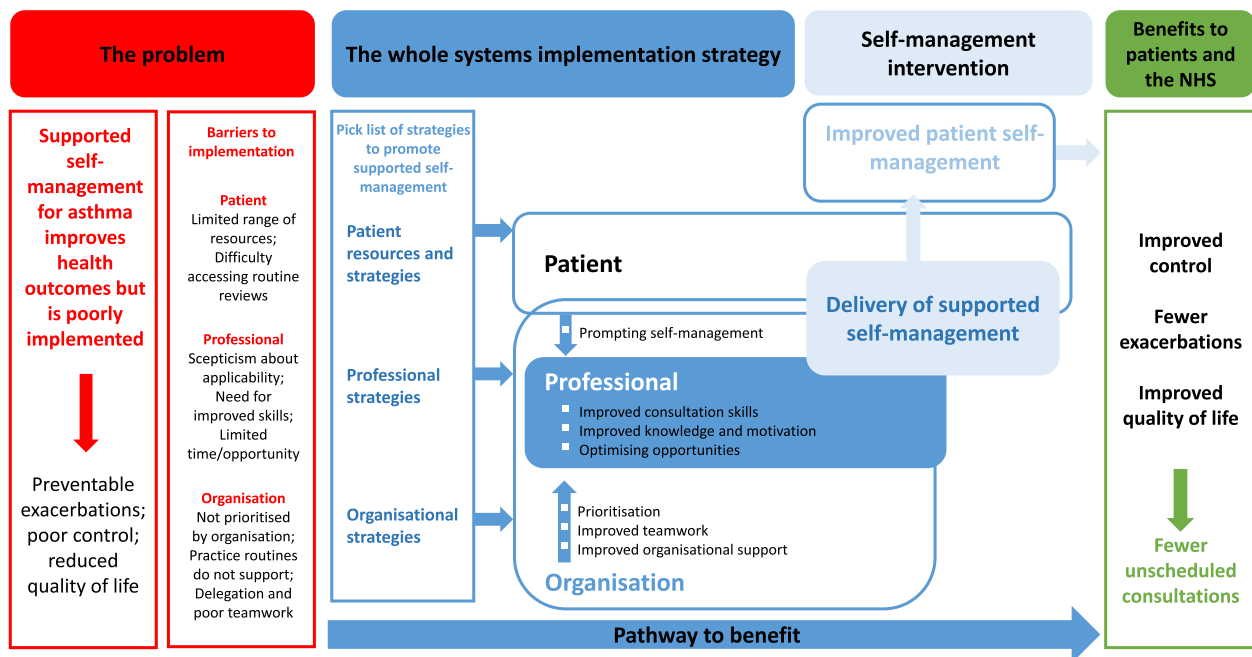 The problem
The whole systems implementation strategy
Self-management
intervention
Benefits to
patients and
the NHS
Supported
self-
management
for asthma
improves
health
outcomes but
is poorly
implemented
Preventable
exacerbations;
poor control;
reduced
quality of life
Barriers to
implementation
Patient
Limited range of
resources;
Difficulty
accessing routine
reviews
Professional
Scepticism about
applicability;
Need for
improved skills;
Limited
time/opportunity
Organisation
Not prioritised
by organisation;
Practice routines
do not support;
Delegation and
poor teamwork
Pick list of strategies
to promote
supported self-
management
Patient
resources and
strategies
Professional
strategies
Organisational
strategies
Patient
Prompting self-management
Professional
Improved consultation skills
Improved knowledge and motivation
Optimising opportunities
Prioritisation
Improved teamwork
Improved organisational support
Organisation
Improved patient self-
management
Delivery of supported
self-management
Improved
control
Fewer
exacerbations
Improved
quality of life
Fewer
unscheduled
consultations
Pathway to benefit